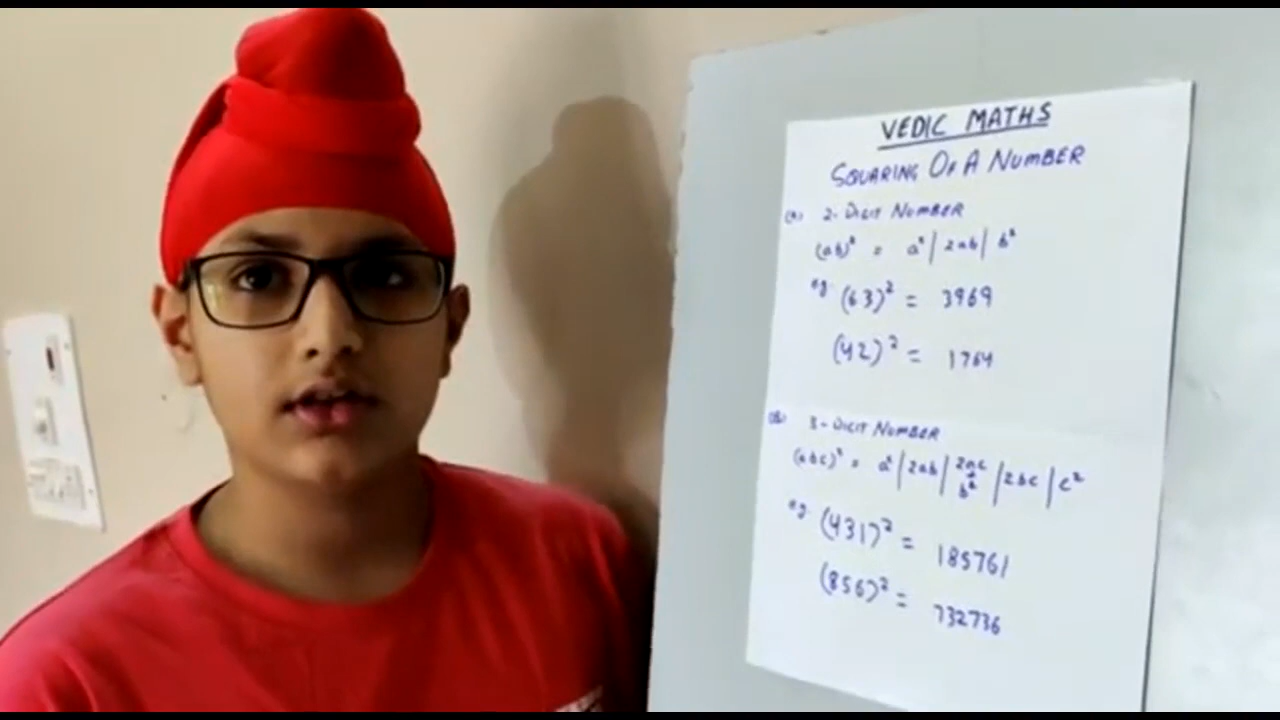 VEDIC MATHS
SQUARING OF A NUMBER
(A) 2-DIGIT NUMBER
(ab)² = a² | 2ab | b²
eg. (63)² = 3969
(42)² = 1764
(B) 3-DIGIT NUMBER
(abc)² = a² | 2ab | 2ac + b² | 2bc | c²
eg. (431)² = 185761
(856)² = 732736